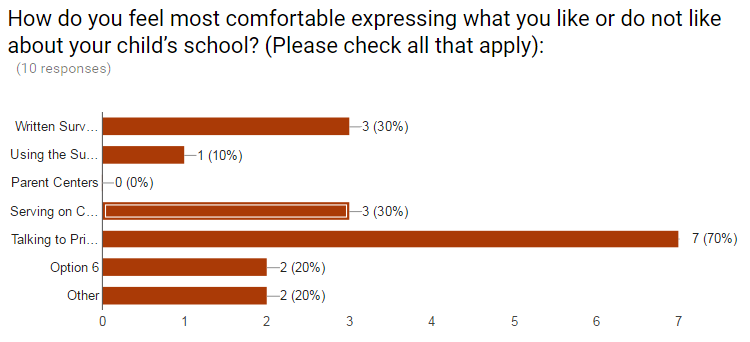 How do you feel most comfortable expressing what you like or do not like
about your child’s school? (Please check all that apply):
(10 responses)
Written Surv... 3 (30%)
Using the Su... 1 (10%)
Parent Centers 0 (0%)
Serving on C... 3 (30%)
Talking to Pri... 7 (70%)
Option 6 2 (20%)
Other 2 (20%)
0 1 2 3 4 5 6 7